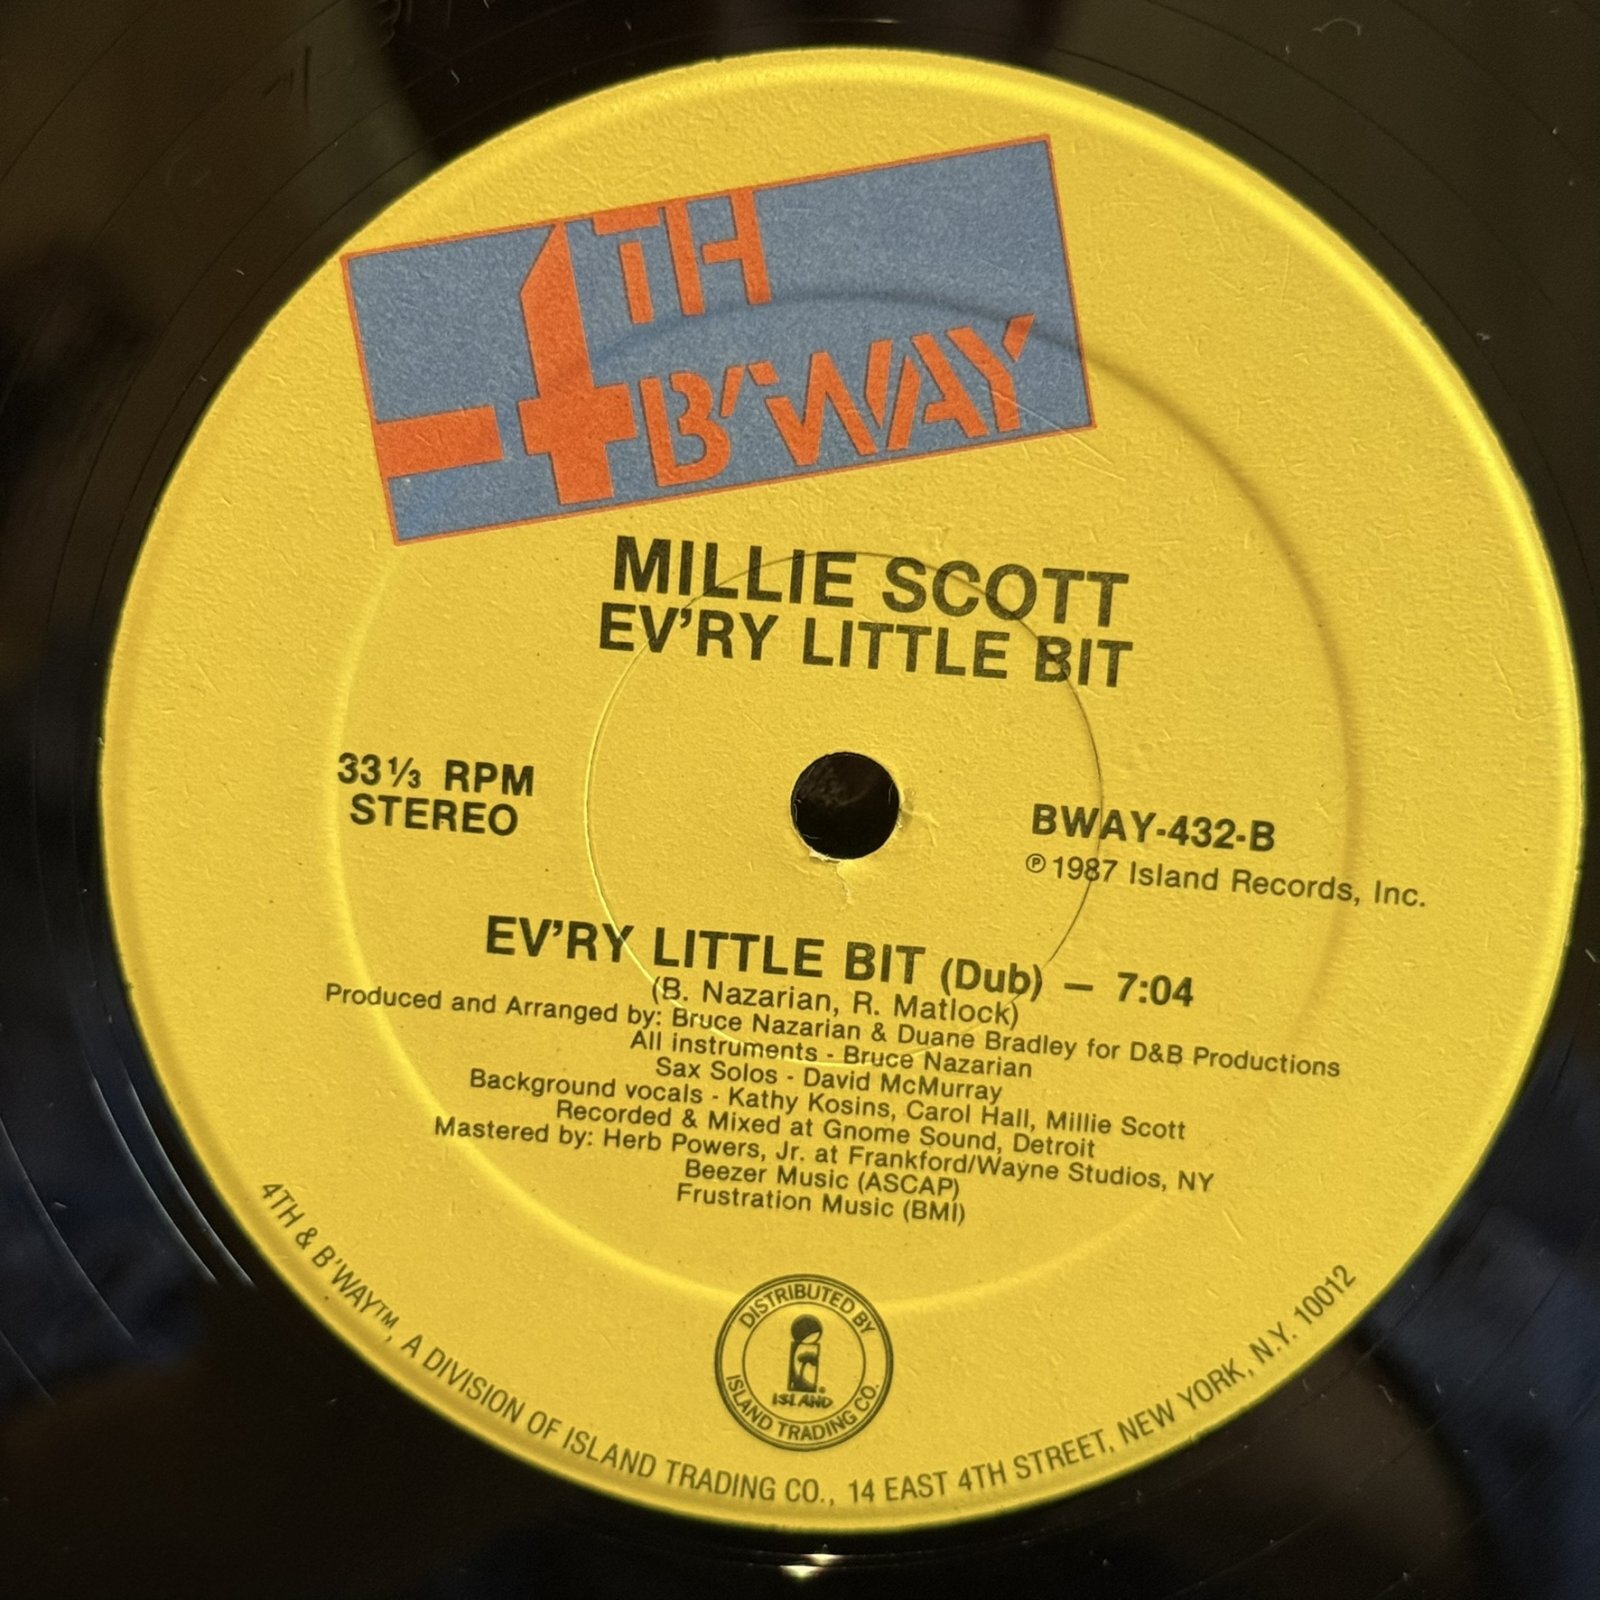 4TH
B'WAY
MILLIE SCOTT
EV'RY LITTLE BIT
33⅓ RPM
STEREO
BWAY-432-B
℗1987 Island Records, Inc.
EV'RY LITTLE BIT (Dub) — 7:04
(B. Nazarian, R. Matlock)
Produced and Arranged by: Bruce Nazarian & Duane Bradley for D&B Productions
All instruments - Bruce Nazarian
Sax Solos - David McMurray
Background vocals - Kathy Kosins, Carol Hall, Millie Scott
Recorded & Mixed at Gnome Sound, Detroit
Mastered by: Herb Powers, Jr. at Frankford/Wayne Studios, NY
Beezer Music (ASCAP)
Frustration Music (BMI)
DISTRIBUTED BY
ISLAND®
ISLAND TRADING CO.
4TH & B'WAY™, A DIVISION OF ISLAND TRADING CO., 14 EAST 4TH STREET, NEW YORK, N.Y. 10012